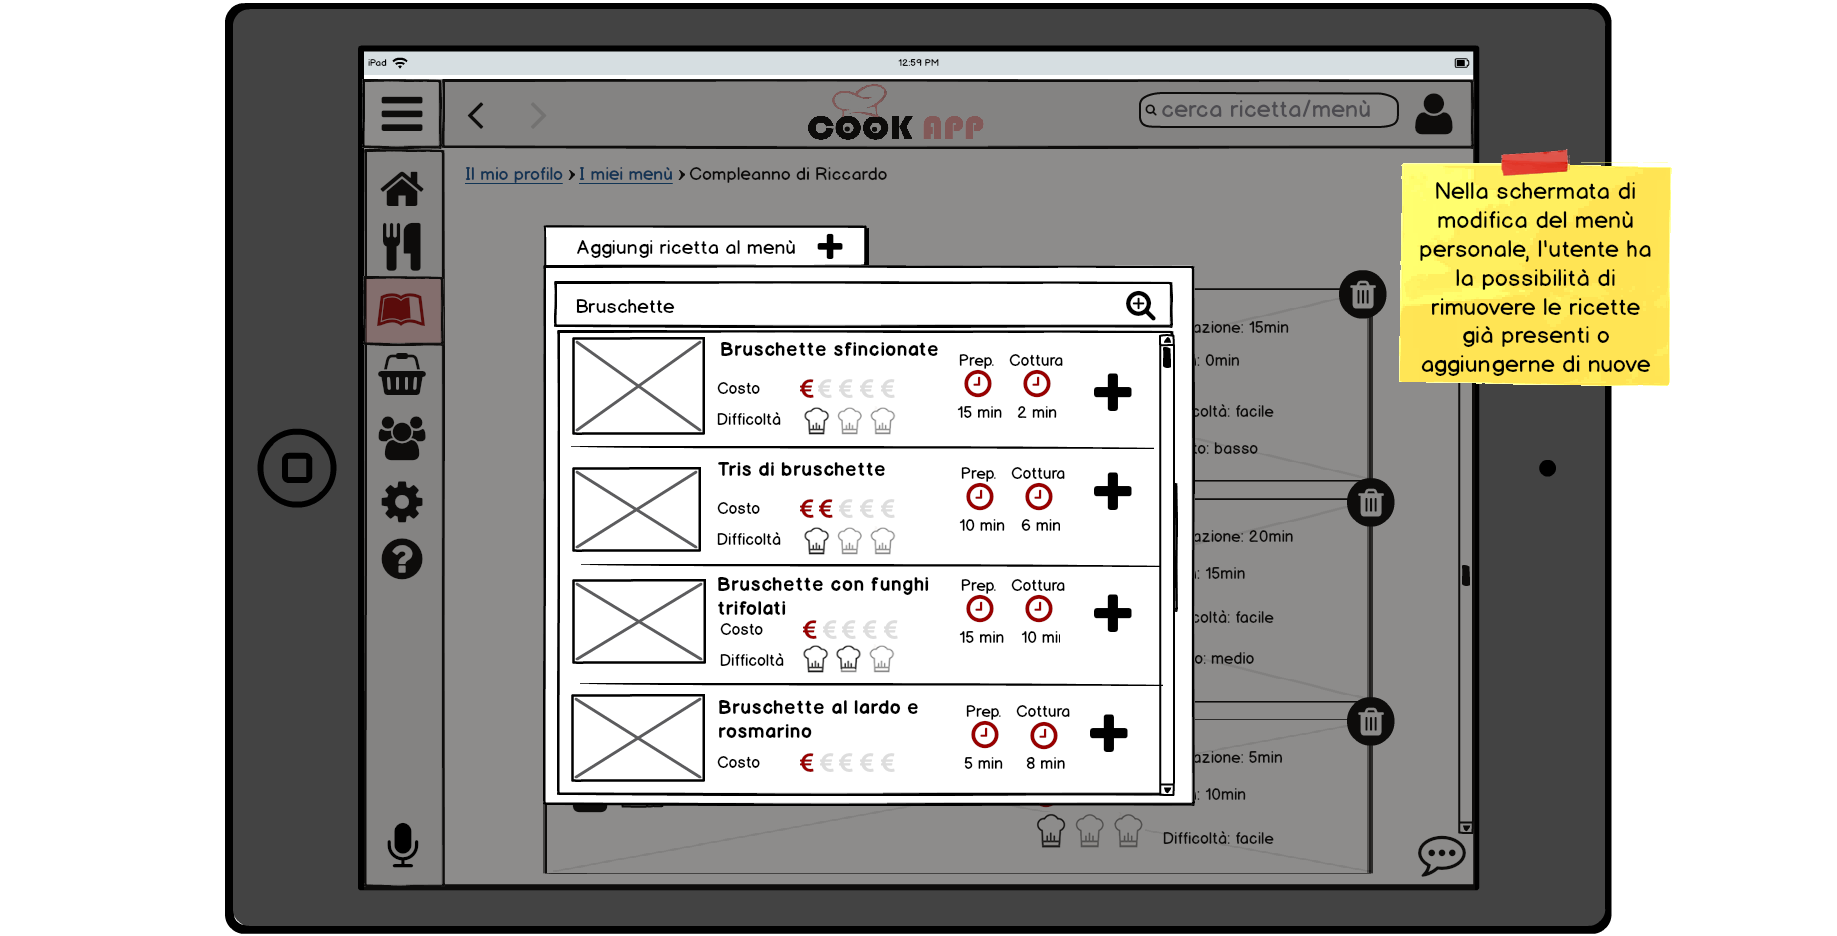 iPad
12:59 PM
COOK APP
cerca ricetta/menù
Il mio profilo > I miei menù > Compleanno di Riccardo
Nella schermata di
modifica del menù
personale, l'utente ha
la possibilità di
rimuovere le ricette
già presenti o
aggiungerne di nuove
Aggiungi ricetta al menù
Bruschette
Bruschette sfincionate
Costo € € € € €
Difficoltà
Prep. Cottura
15 min 2 min
Tris di bruschette
Costo € € € € €
Difficoltà
Prep. Cottura
10 min 6 min
Bruschette con funghi
trifolati
Costo € € € € €
Difficoltà
Prep. Cottura
15 min 10 mi
Bruschette al lardo e
rosmarino
Costo € € € € €
Prep. Cottura
5 min 8 min
azione: 15min
: 0min
coltà: facile
to: basso
azione: 20min
: 15min
coltà: facile
o: medio
azione: 5min
: 10min
Difficoltà: facile